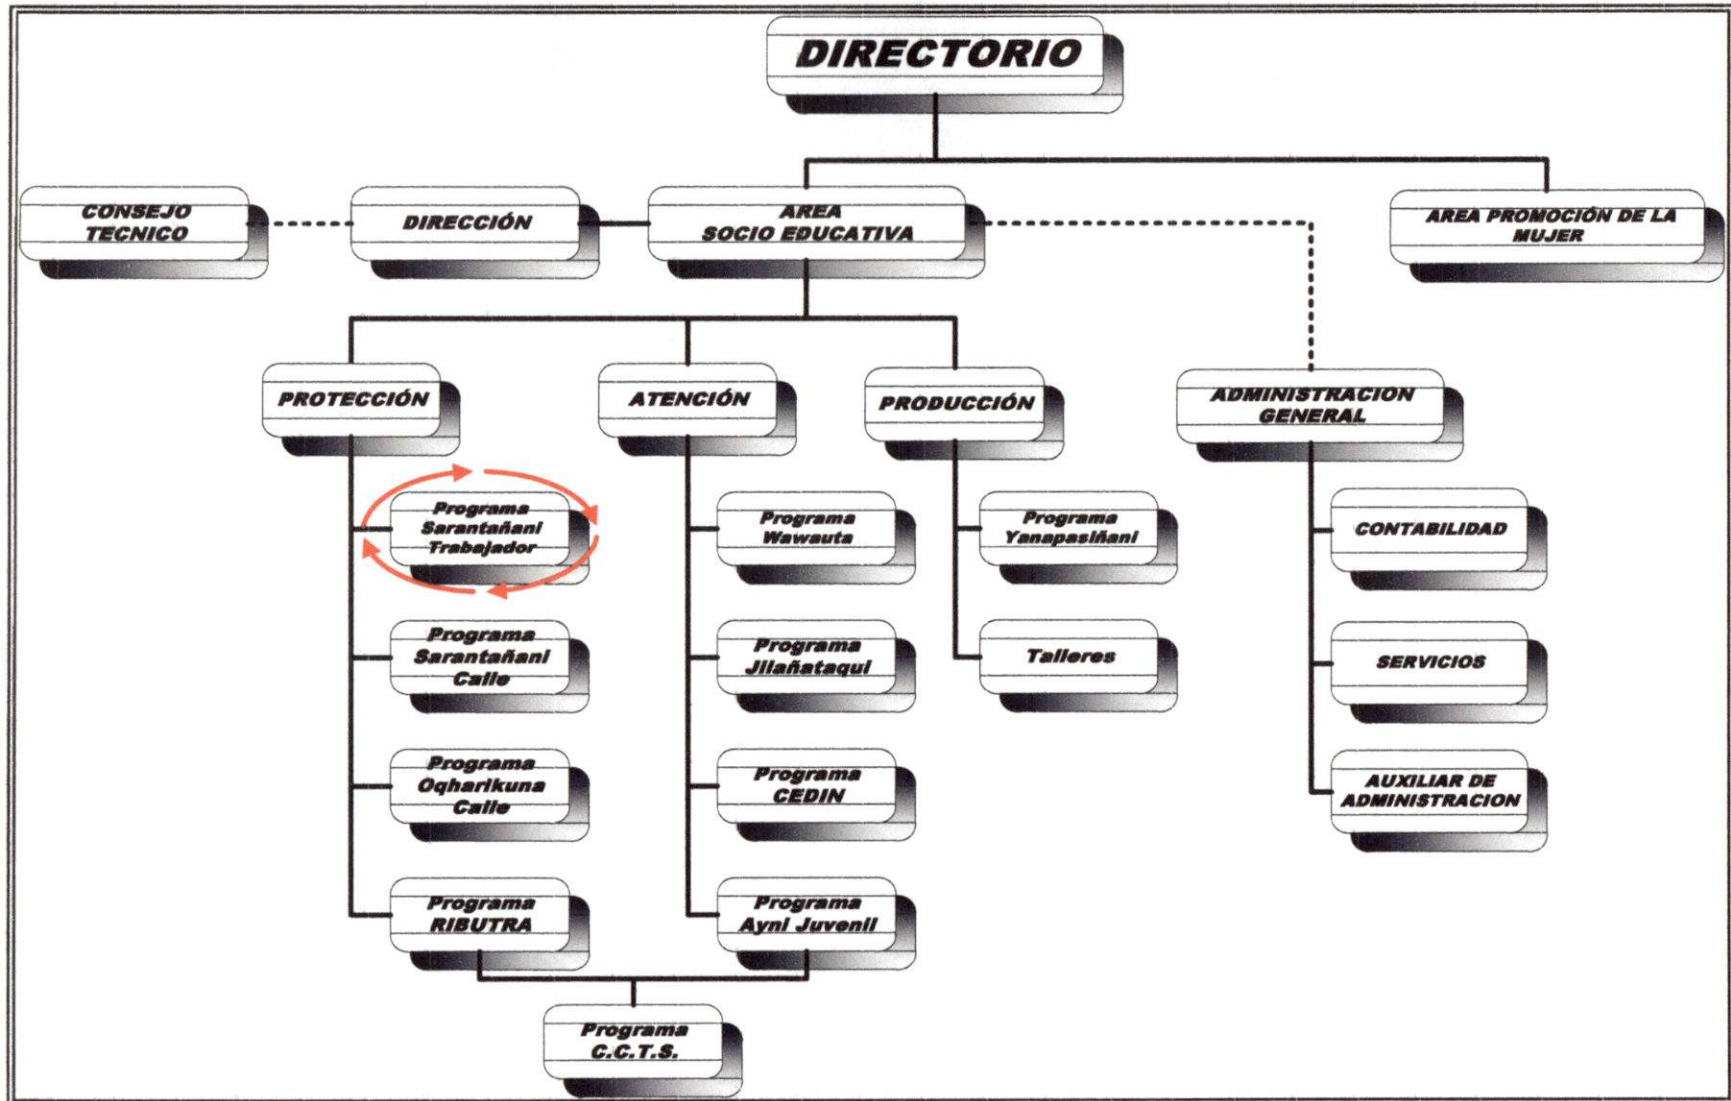 DIRECTORIO
CONSEJO
TECNICO
DIRECCIÓN
AREA
SOCIO EDUCATIVA
AREA PROMOCIÓN DE LA
MUJER
PROTECCIÓN
ATENCIÓN
PRODUCCIÓN
ADMINISTRACION
GENERAL
Programa
Sarantañani
Trabajador
Programa
Wawauta
Programa
Yanapasiñani
CONTABILIDAD
Programa
Sarantañani
Calle
Programa
Jilañataqui
Talleres
SERVICIOS
Programa
Oqharikuna
Calle
Programa
CEDIN
AUXILIAR DE
ADMINISTRACION
Programa
RIBUTRA
Programa
Ayni Juvenil
Programa
C.C.T.S.